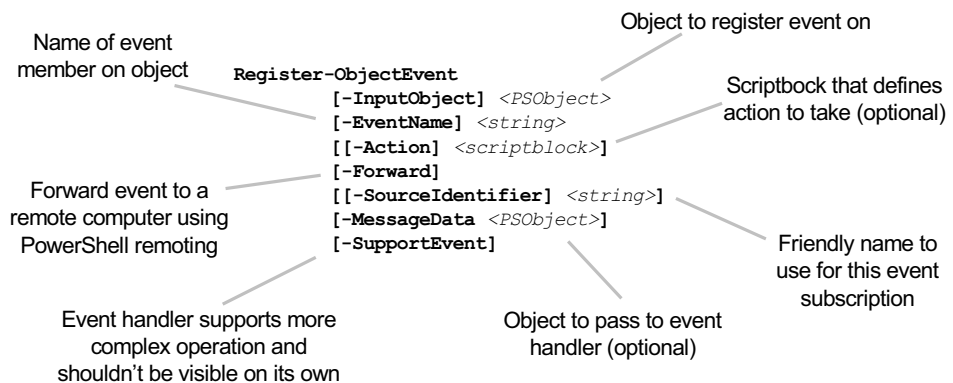 Object to register event on
Name of event
member on object
Register-ObjectEvent
[-InputObject] <PSObject>
[-EventName] <string>
[[-Action] <scriptblock>]
[-Forward]
[[-SourceIdentifier] <string>]
[-MessageData <PSObject>]
[-SupportEvent]
Scriptbock that defines
action to take (optional)
Forward event to a
remote computer using
PowerShell remoting
Friendly name to
use for this event
subscription
Event handler supports more
complex operation and
shouldn't be visible on its own
Object to pass to event
handler (optional)